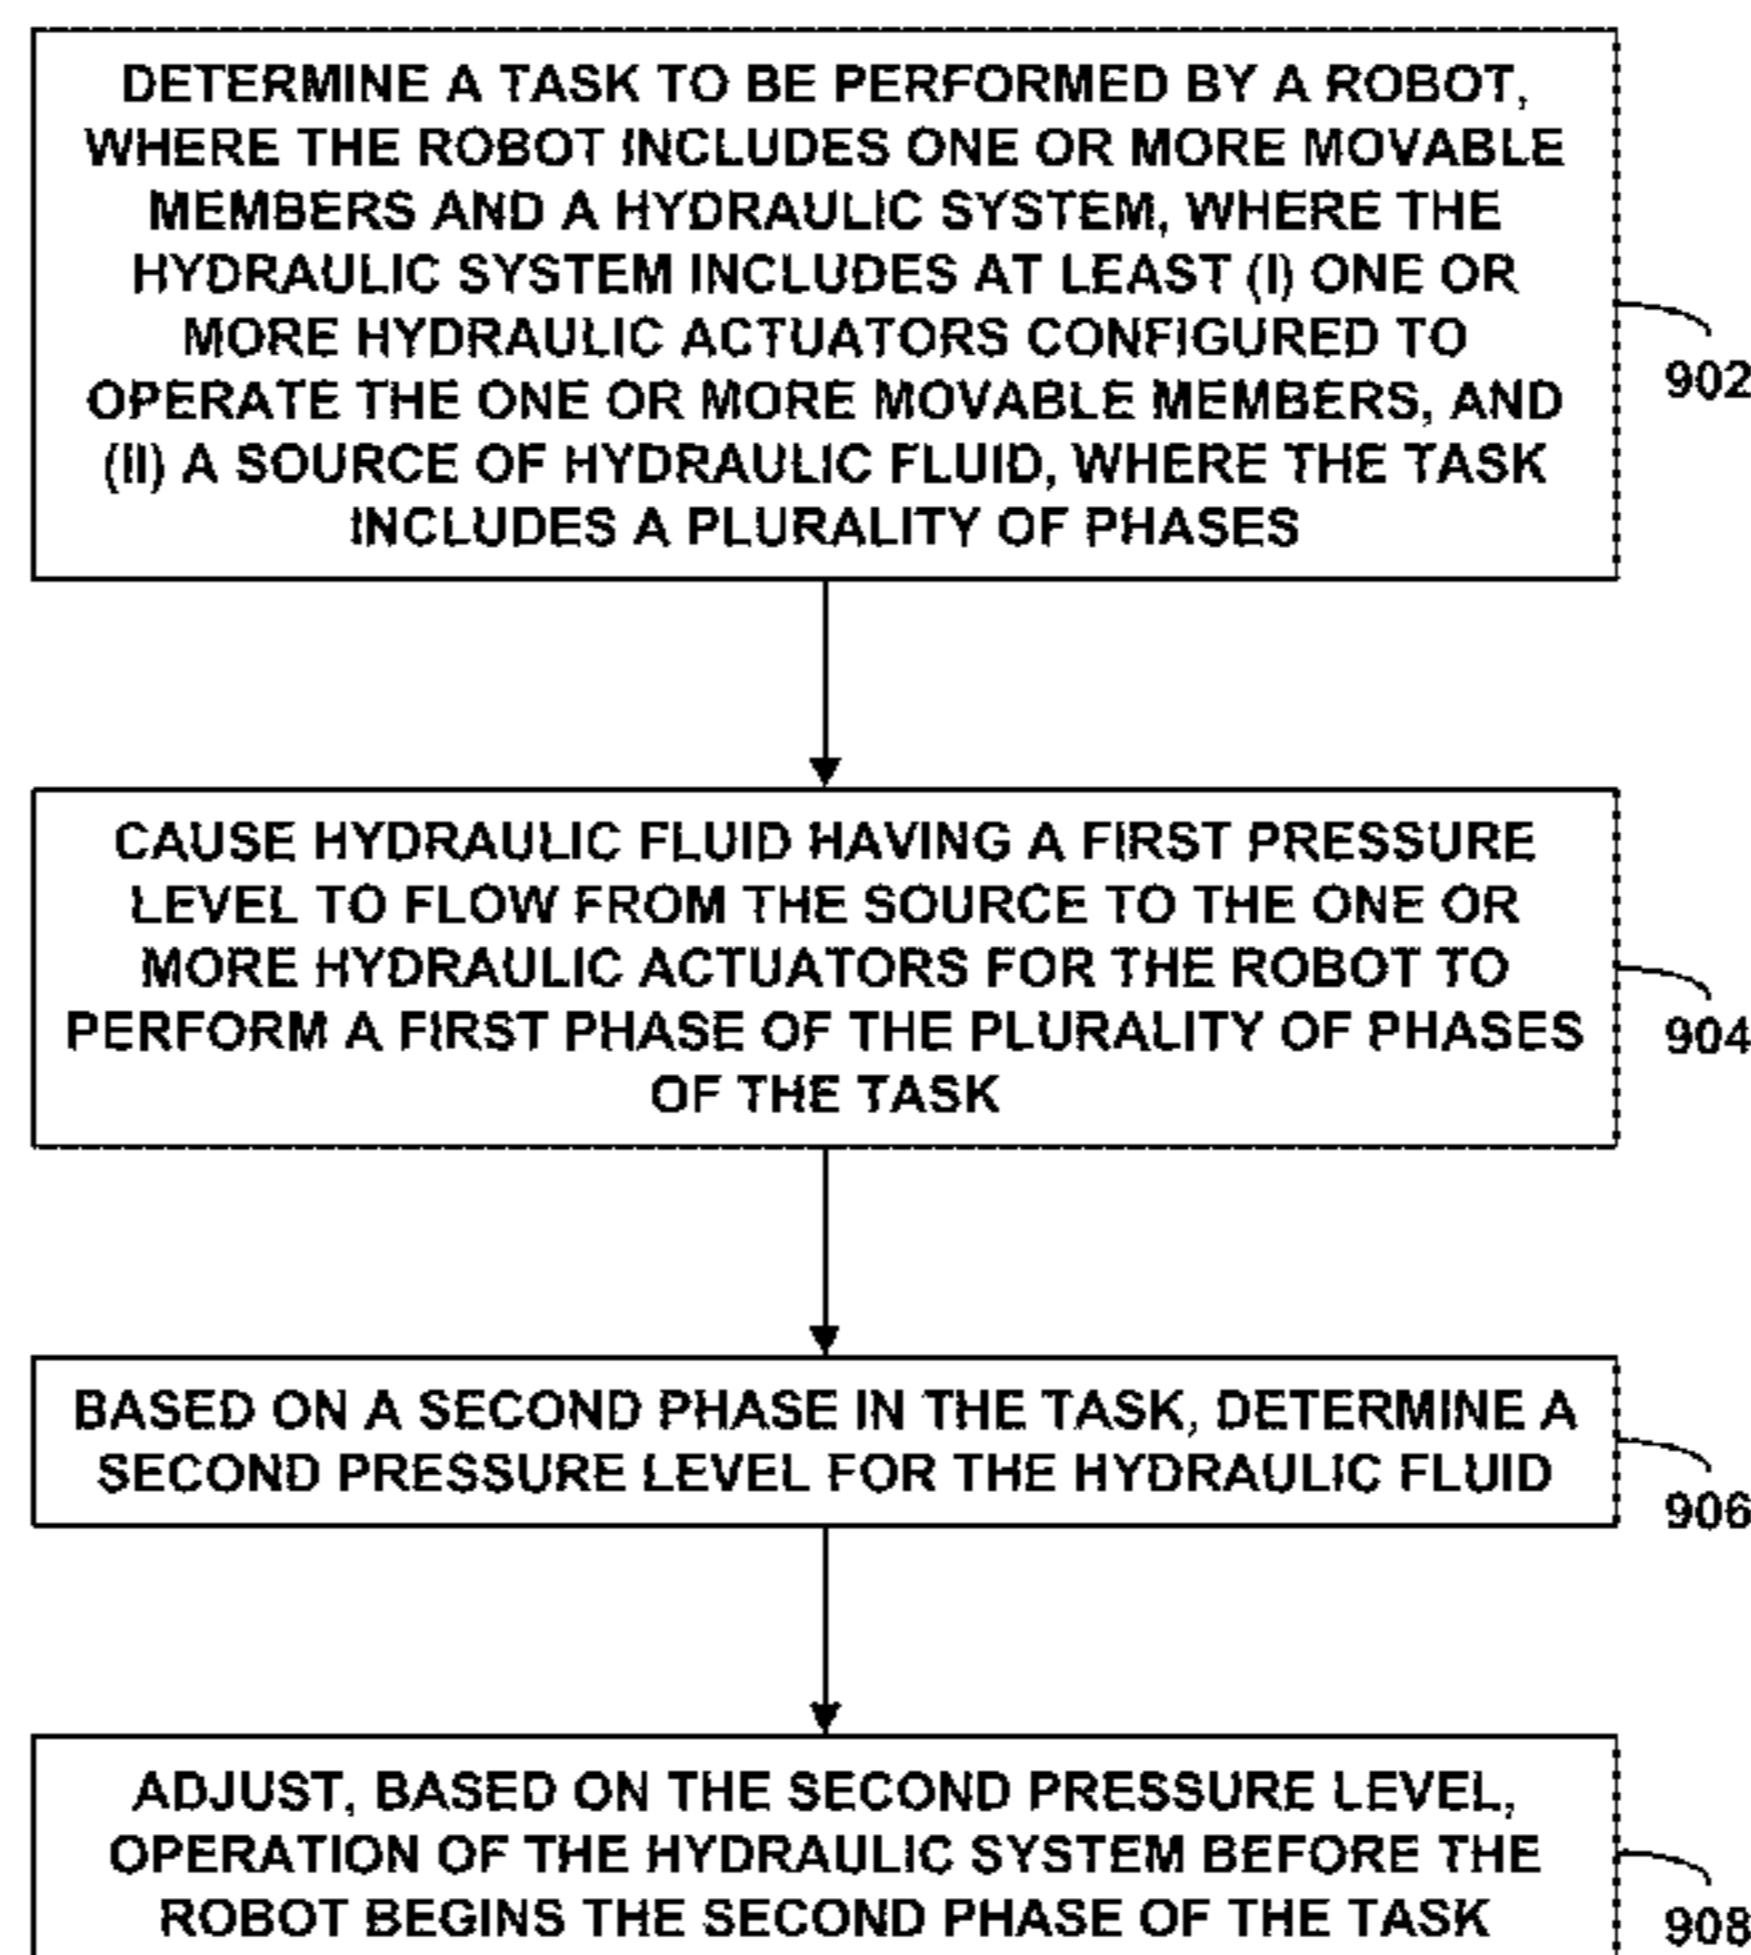 DETERMINE A TASK TO BE PERFORMED BY A ROBOT,
WHERE THE ROBOT INCLUDES ONE OR MORE MOVABLE
MEMBERS AND A HYDRAULIC SYSTEM, WHERE THE
HYDRAULIC SYSTEM INCLUDES AT LEAST (I) ONE OR
MORE HYDRAULIC ACTUATORS CONFIGURED TO
OPERATE THE ONE OR MORE MOVABLE MEMBERS, AND
(II) A SOURCE OF HYDRAULIC FLUID, WHERE THE TASK
INCLUDES A PLURALITY OF PHASES
902
CAUSE HYDRAULIC FLUID HAVING A FIRST PRESSURE
LEVEL TO FLOW FROM THE SOURCE TO THE ONE OR
MORE HYDRAULIC ACTUATORS FOR THE ROBOT TO
PERFORM A FIRST PHASE OF THE PLURALITY OF PHASES
OF THE TASK
904
BASED ON A SECOND PHASE IN THE TASK, DETERMINE A
SECOND PRESSURE LEVEL FOR THE HYDRAULIC FLUID
906
ADJUST, BASED ON THE SECOND PRESSURE LEVEL,
OPERATION OF THE HYDRAULIC SYSTEM BEFORE THE
ROBOT BEGINS THE SECOND PHASE OF THE TASK
908